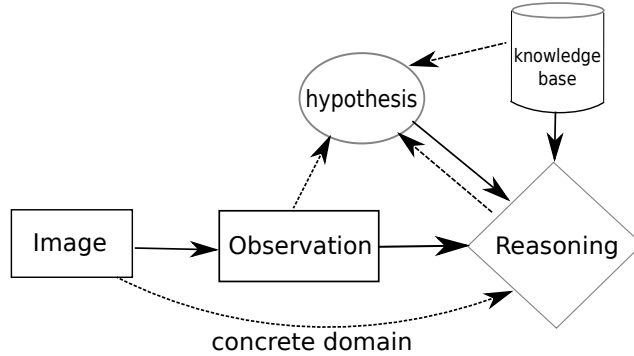 knowledge
base
hypothesis
Image
Observation
Reasoning
concrete domain